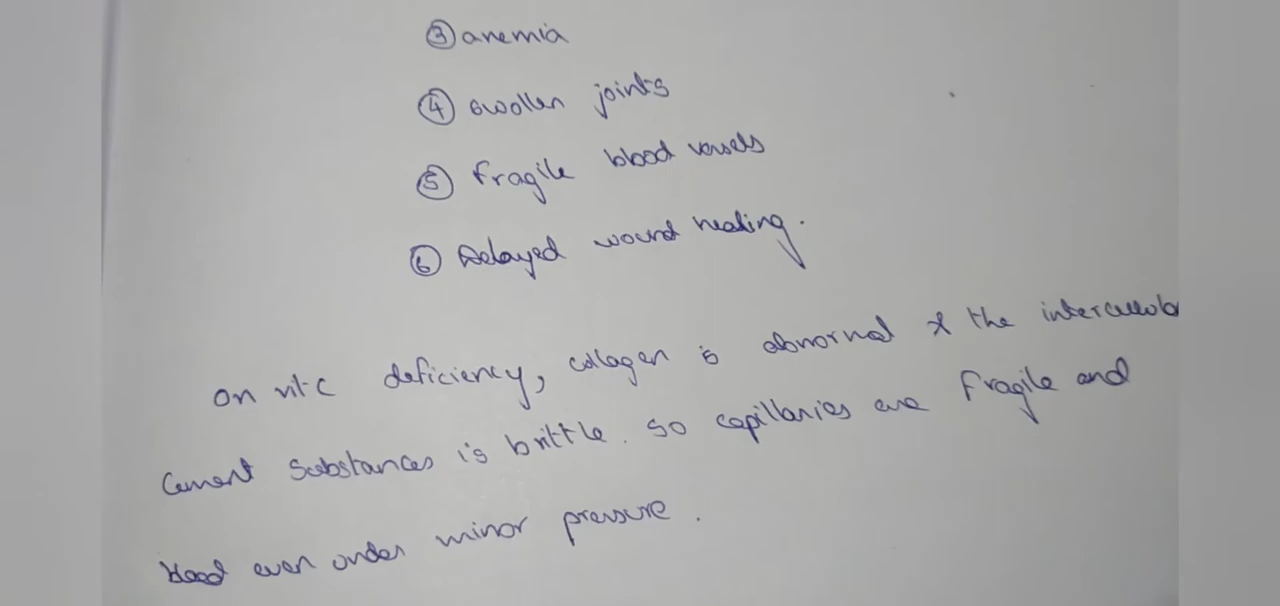 ③ anemia
④ swollen joints
⑤ Fragile blood vessels
⑥ Delayed wound healing.
On vit-C deficiency, collagen is abnormal & the intercellula
Cement Substances is brittle. So capillaries are Fragile and
bleed even under minor pressure.